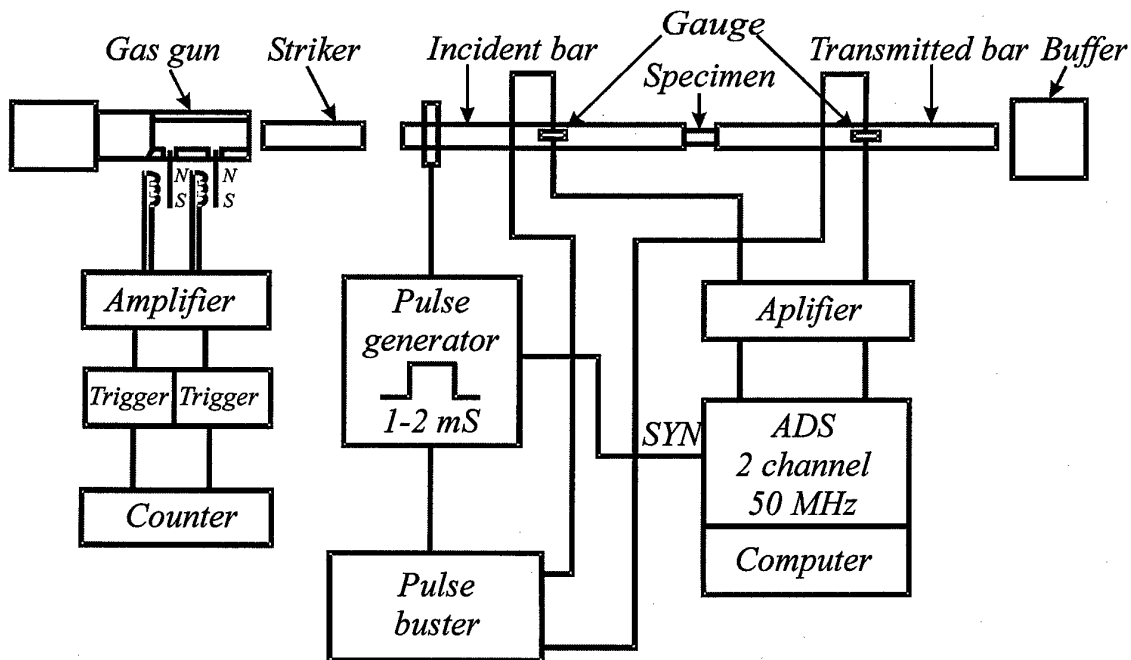 Gas gun
Striker
Incident bar
Gauge
Specimen
Transmitted bar
Buffer
N
S
N
S
Amplifier
Trigger
Trigger
Counter
Pulse
generator
1-2 mS
Pulse
buster
SYN
Aplifier
ADS
2 channel
50 MHz
Computer